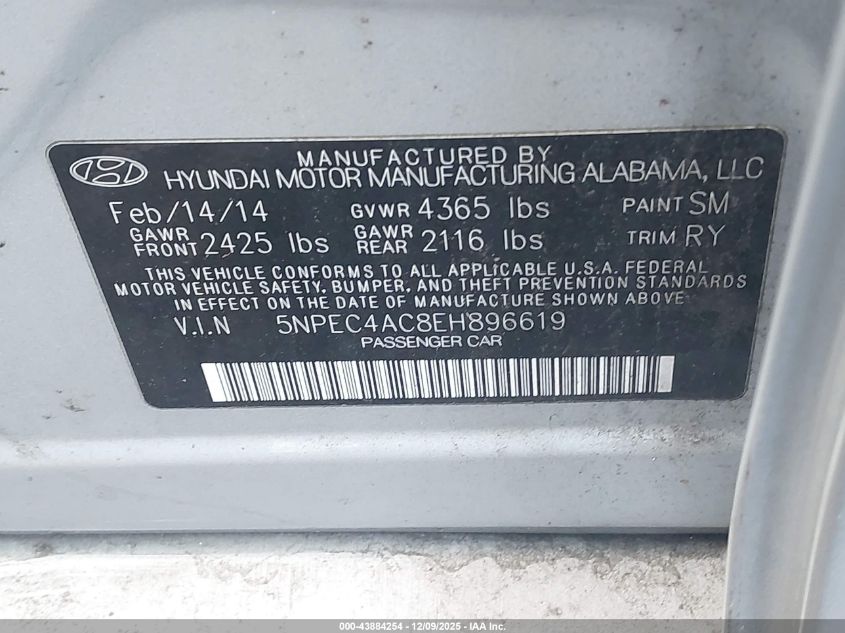 MANUFACTURED BY
HYUNDAI MOTOR MANUFACTURING ALABAMA, LLC
Feb/14/14 GVWR 4365 lbs PAINT SM
GAWR FRONT 2425 lbs GAWR REAR 2116 lbs TRIM RY
THIS VEHICLE CONFORMS TO ALL APPLICABLE U.S.A. FEDERAL
MOTOR VEHICLE SAFETY, BUMPER, AND THEFT PREVENTION
STANDARDS IN EFFECT ON THE DATE OF MANUFACTURE SHOWN ABOVE.
V.I.N 5NPEC4AC8EH896619
PASSENGER CAR
000-43884254 - 12/09/2025 - IAA Inc.